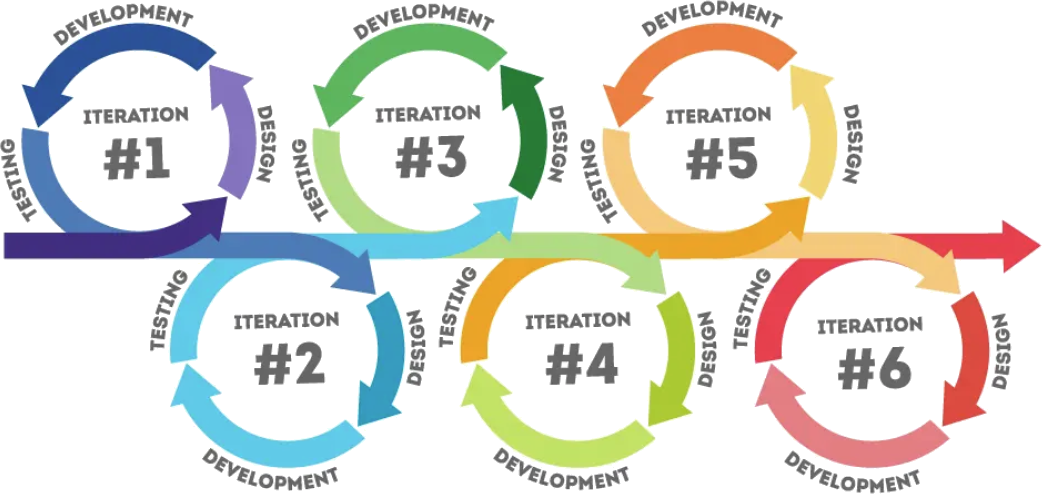 DEVELOPMENT
TESTING
ITERATION
#1
DESIGN
DEVELOPMENT
TESTING
ITERATION
#3
DESIGN
DEVELOPMENT
TESTING
ITERATION
#5
DESIGN
TESTING
ITERATION
#2
DESIGN
DEVELOPMENT
TESTING
ITERATION
#4
DESIGN
DEVELOPMENT
TESTING
ITERATION
#6
DESIGN
DEVELOPMENT